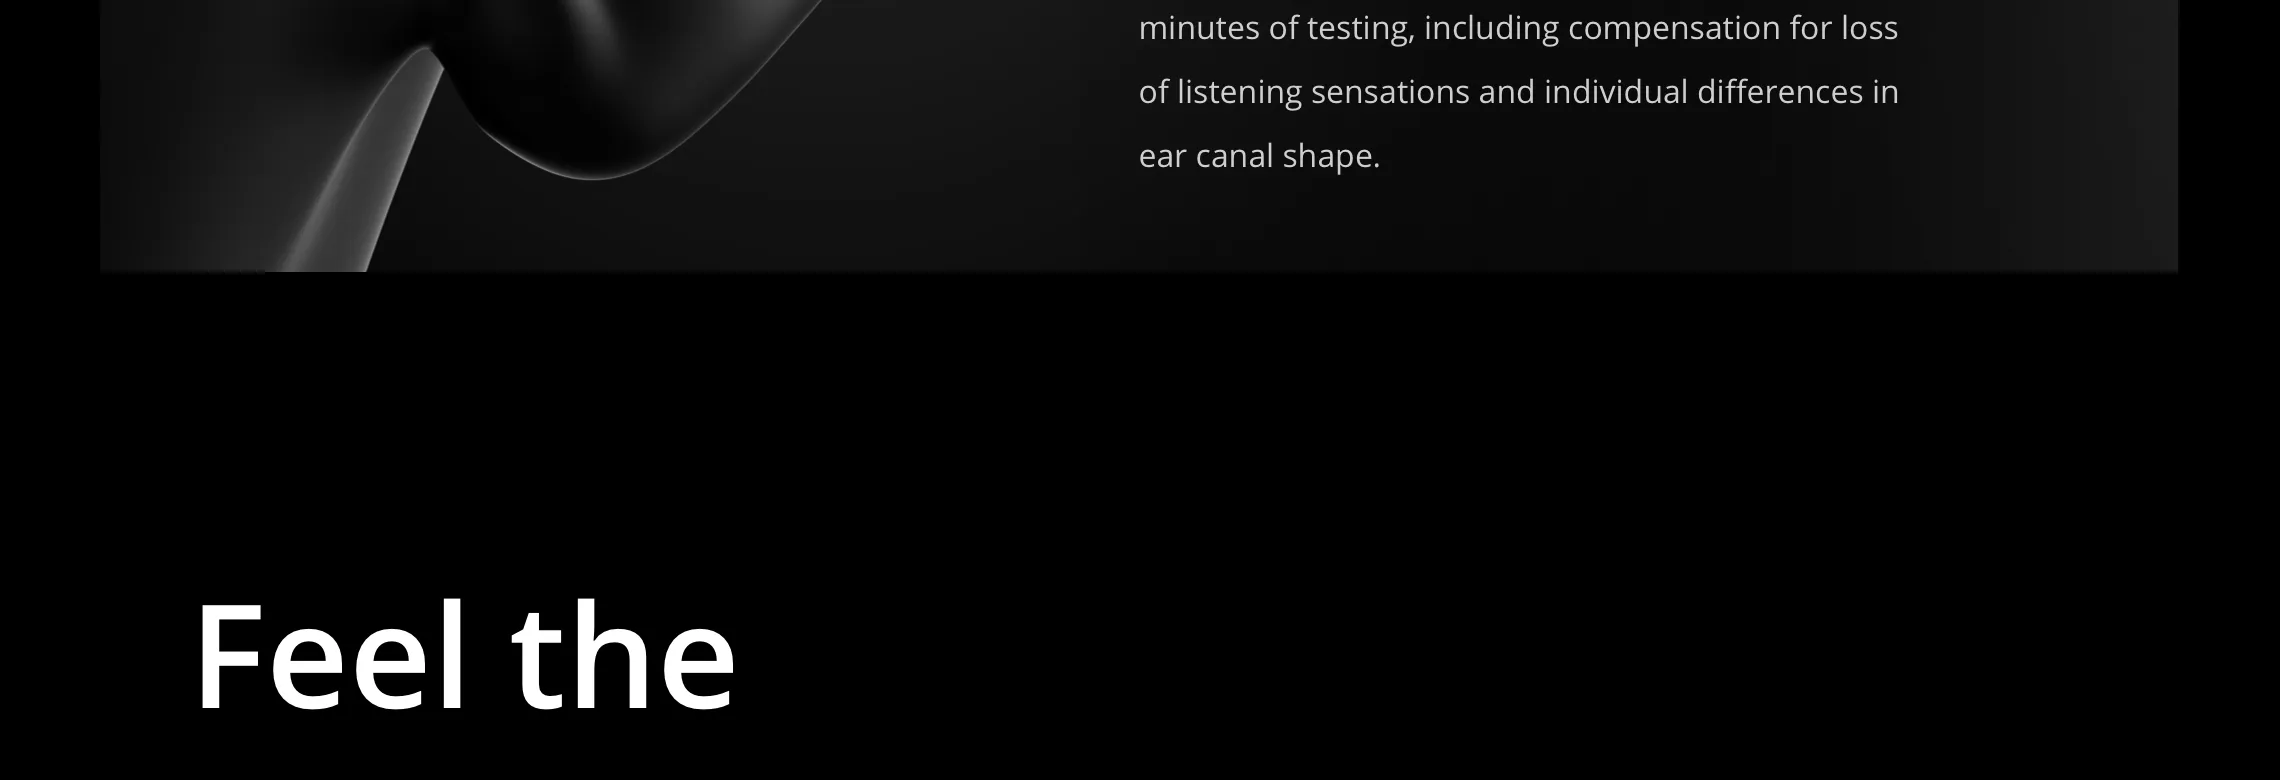 minutes of testing, including compensation for loss
of listening sensations and individual differences in
ear canal shape.
Feel the